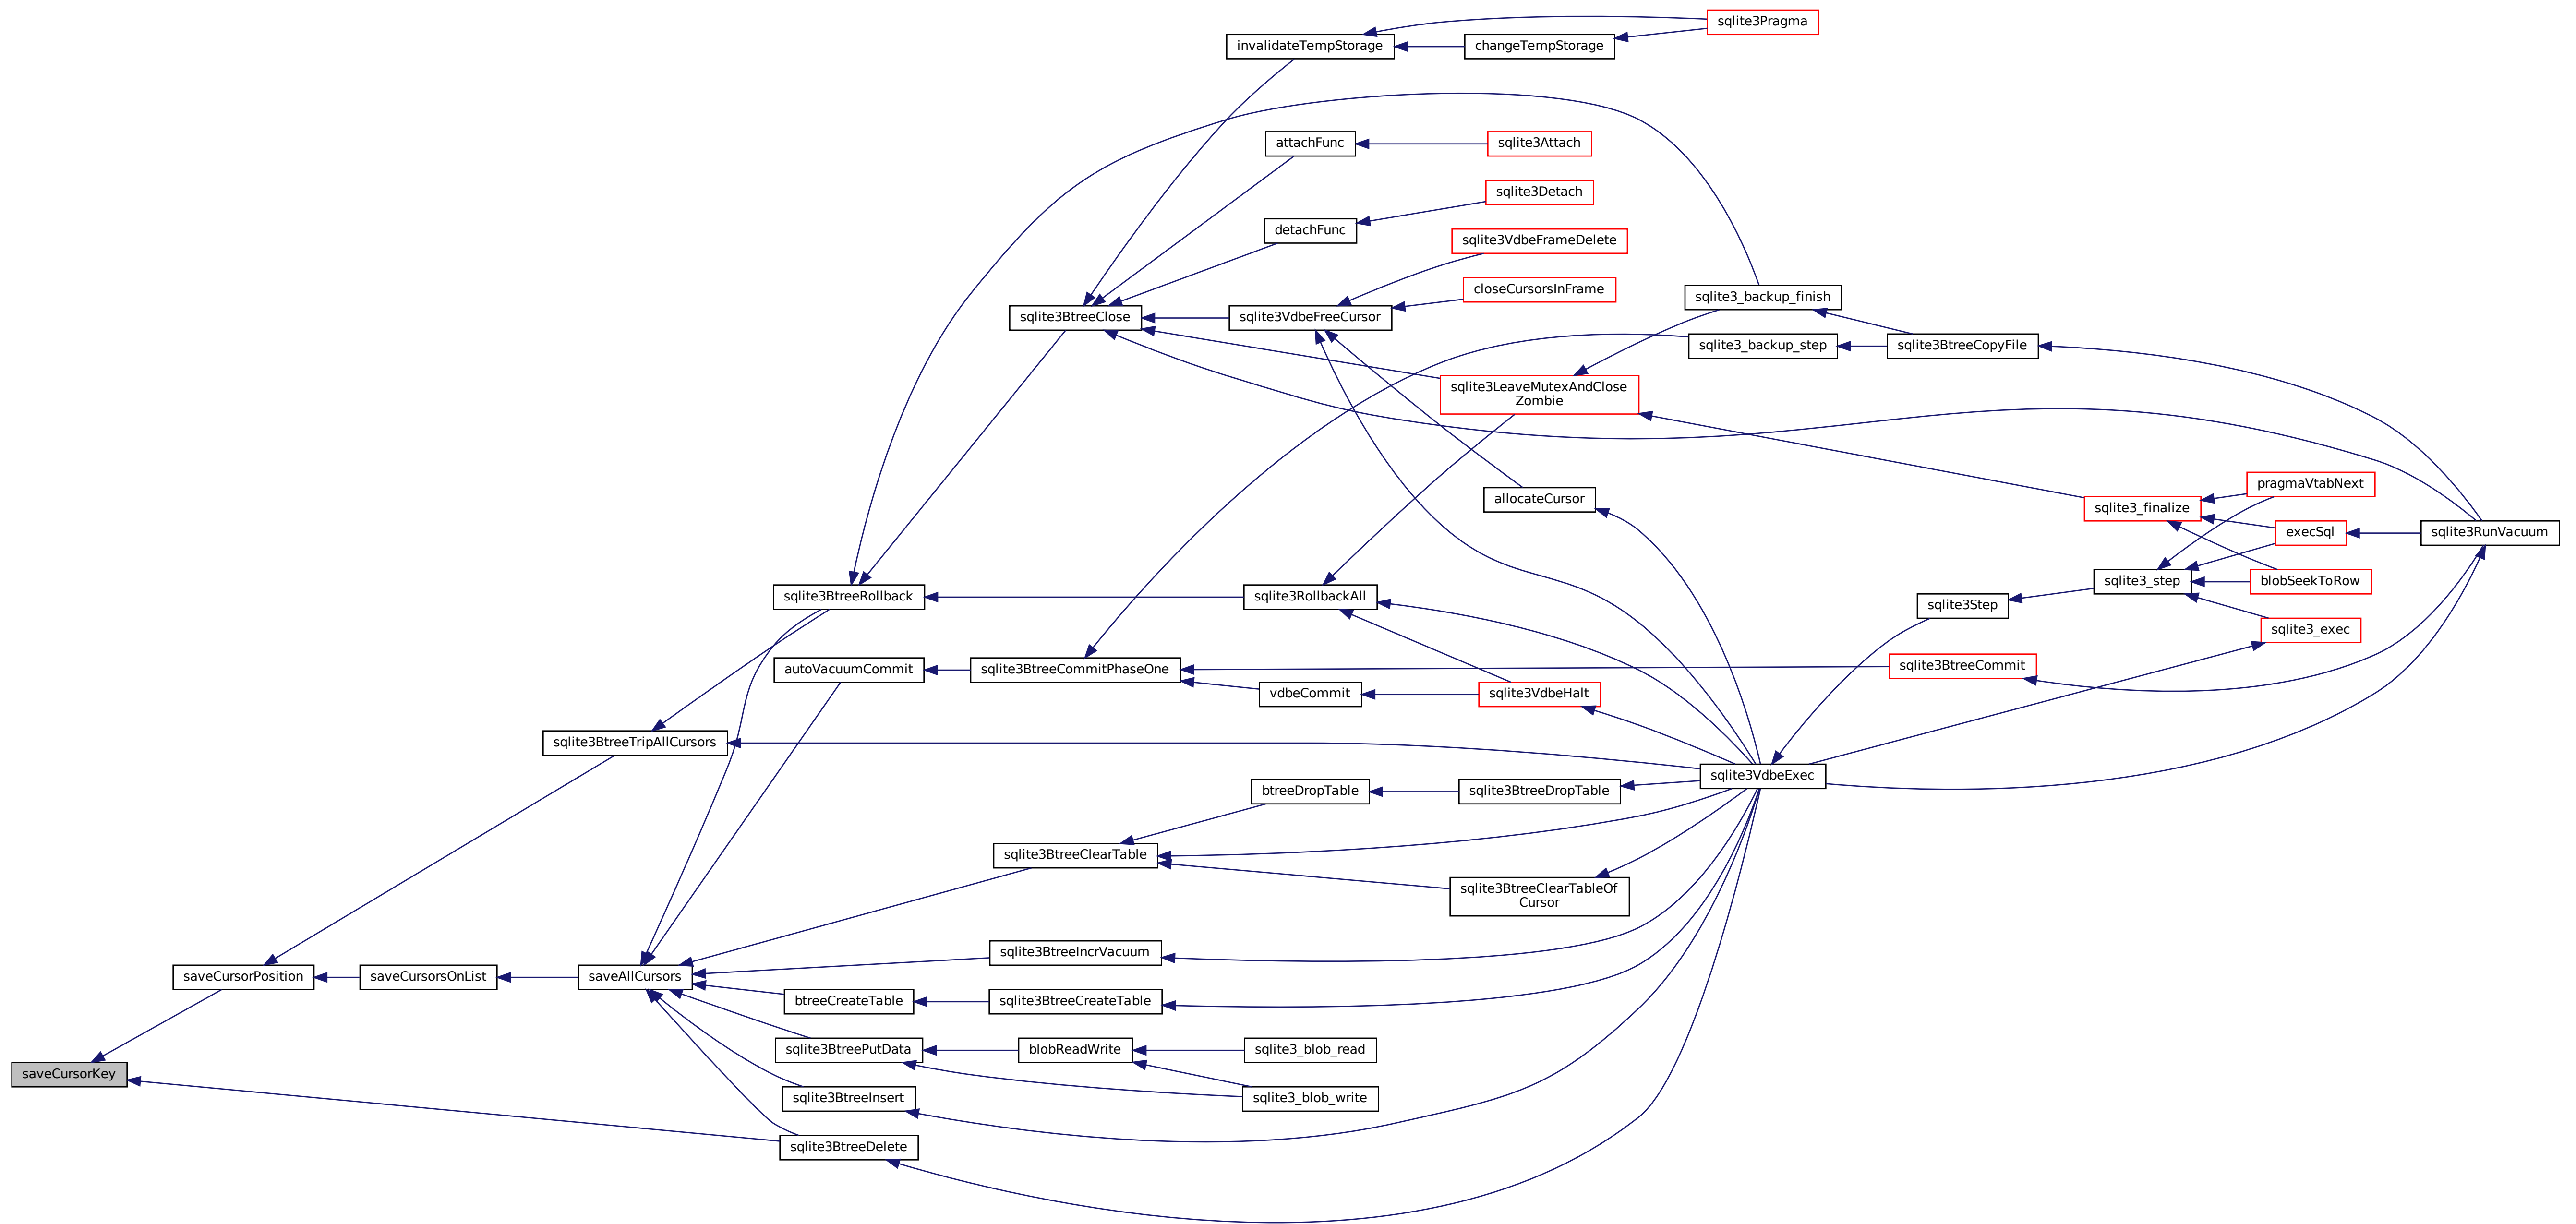 sqlite3Pragma
invalidateTempStorage
changeTempStorage
attachFunc
sqlite3Attach
sqlite3Detach
detachFunc
sqlite3VdbeFrameDelete
closeCursorsInFrame
sqlite3_backup_finish
sqlite3BtreeClose
sqlite3VdbeFreeCursor
sqlite3_backup_step
sqlite3BtreeCopyFile
sqlite3LeaveMutexAndClose
Zombie
pragmaVtabNext
allocateCursor
sqlite3_finalize
execSql
sqlite3RunVacuum
sqlite3_step
blobSeekToRow
sqlite3BtreeRollback
sqlite3RollbackAll
sqlite3Step
sqlite3_exec
autoVacuumCommit
sqlite3BtreeCommitPhaseOne
sqlite3BtreeCommit
vdbeCommit
sqlite3VdbeHalt
sqlite3BtreeTripAllCursors
sqlite3VdbeExec
btreeDropTable
sqlite3BtreeDropTable
sqlite3BtreeClearTable
sqlite3BtreeClearTableOf
Cursor
sqlite3BtreeIncrVacuum
saveCursorPosition
saveCursorsOnList
saveAllCursors
btreeCreateTable
sqlite3BtreeCreateTable
sqlite3BtreePutData
blobReadWrite
sqlite3_blob_read
saveCursorKey
sqlite3BtreeInsert
sqlite3_blob_write
sqlite3BtreeDelete